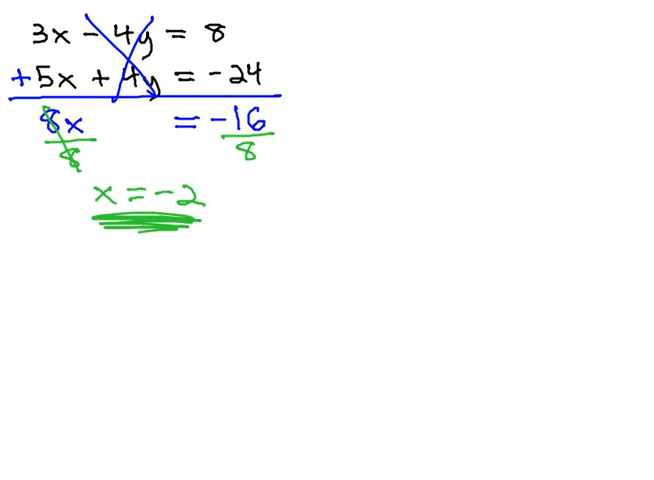 3x - 4y = 8
+ 5x + 4y = -24
8x = -16
8 8
x = -2